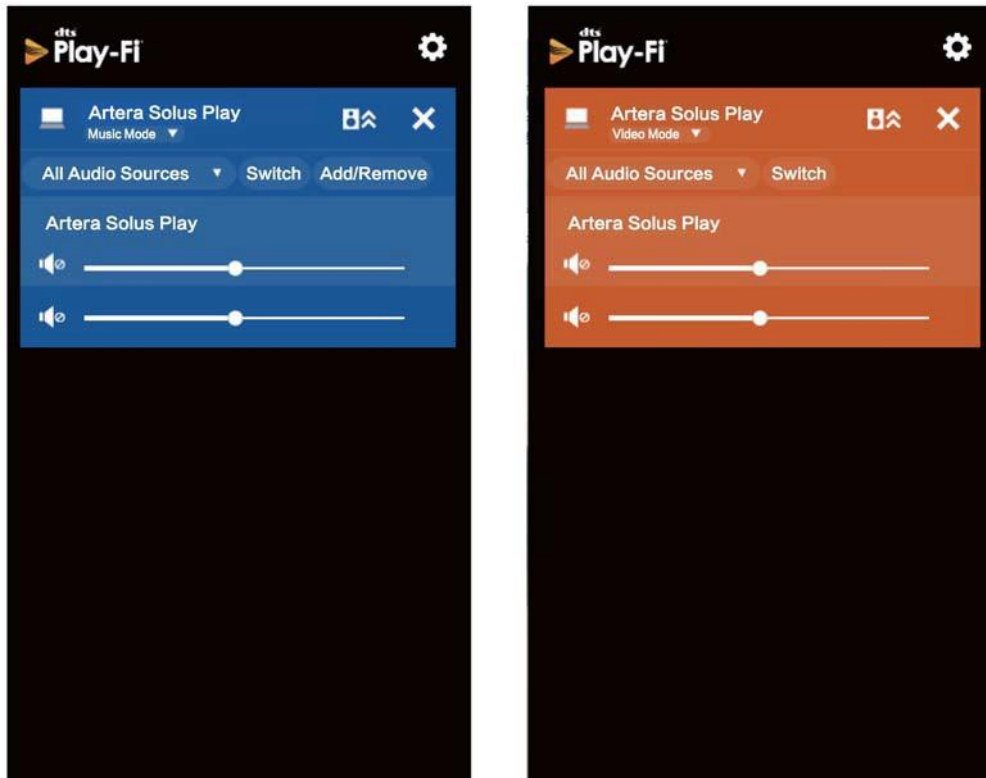 dts
Play-Fi
Artera Solus Play
Music Mode ▼
All Audio Sources ▼ Switch Add/Remove
Artera Solus Play
dts
Play-Fi
Artera Solus Play
Video Mode ▼
All Audio Sources ▼ Switch
Artera Solus Play